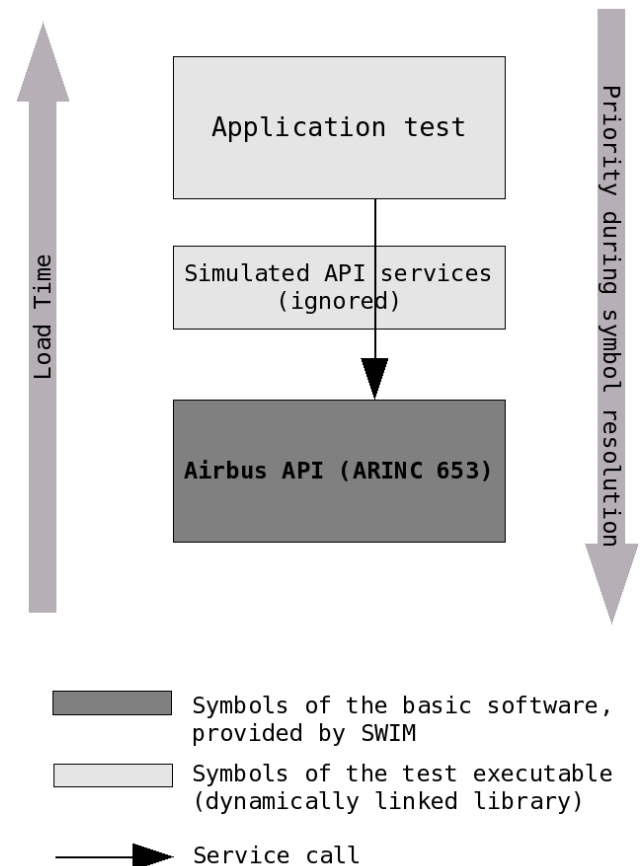 Application test
Simulated API services
(ignored)
Airbus API (ARINC 653)
Load Time
Priority during symbol resolution
Symbols of the basic software,
provided by SWIM
Symbols of the test executable
(dynamically linked library)
Service call